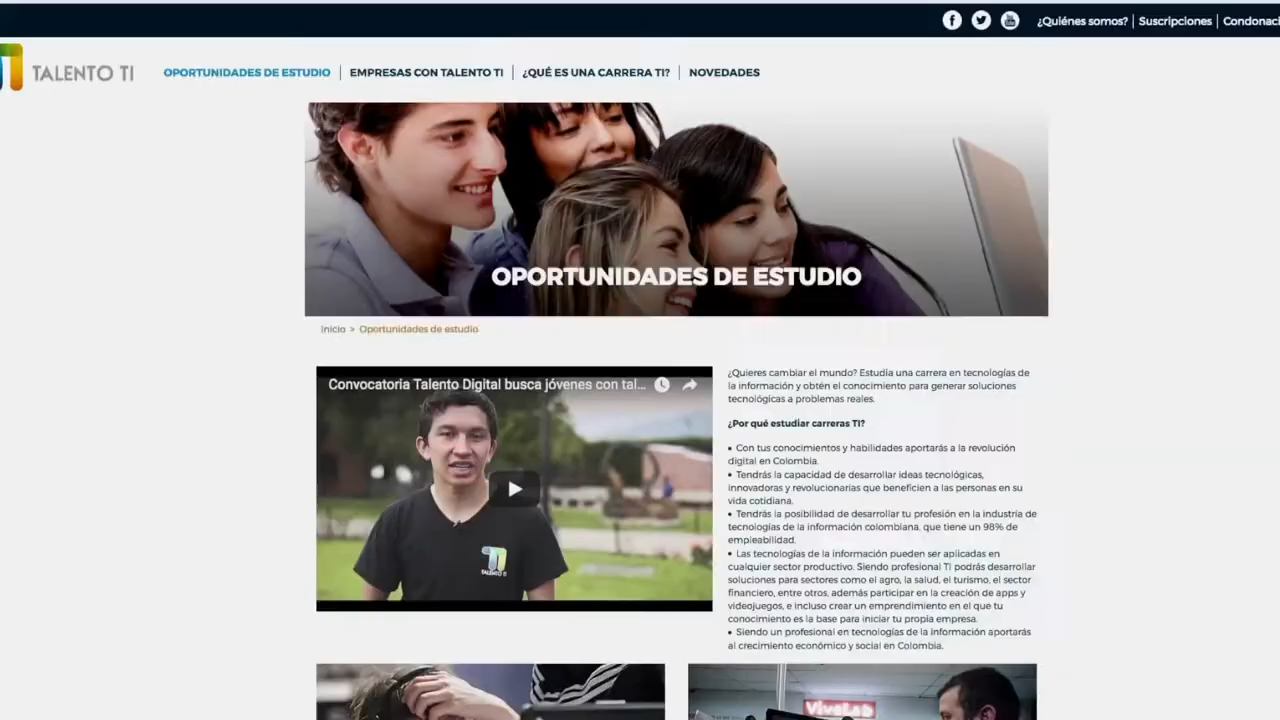 ¿Quiénes somos? | Suscripciones | Condonaci
TALENTO TI
OPORTUNIDADES DE ESTUDIO | EMPRESAS CON TALENTO TI | ¿QUÉ ES UNA CARRERA TI? | NOVEDADES
OPORTUNIDADES DE ESTUDIO
Inicio > Oportunidades de estudio
Convocatoria Talento Digital busca jóvenes con tal...
TALENTO TI
¿Quieres cambiar el mundo? Estudia una carrera en tecnologías de
la información y obtén el conocimiento para generar soluciones
tecnológicas a problemas reales.
¿Por qué estudiar carreras TI?
• Con tus conocimientos y habilidades aportarás a la revolución
digital en Colombia.
• Tendrás la capacidad de desarrollar ideas tecnológicas,
innovadoras y revolucionarias que beneficien a las personas en su
vida cotidiana.
• Tendrás la posibilidad de desarrollar tu profesión en la industria de
tecnologías de la información colombiana, que tiene un 98% de
empleabilidad.
• Las tecnologías de la información pueden ser aplicadas en
cualquier sector productivo. Siendo profesional TI podrás desarrollar
soluciones para sectores como el agro, la salud, el turismo, el sector
financiero, entre otros, además participar en la creación de apps y
videojuegos, e incluso crear un emprendimiento en el que tu
conocimiento es la base para iniciar tu propia empresa.
• Siendo un profesional en tecnologías de la información aportarás
al crecimiento económico y social en Colombia.
ViveLab